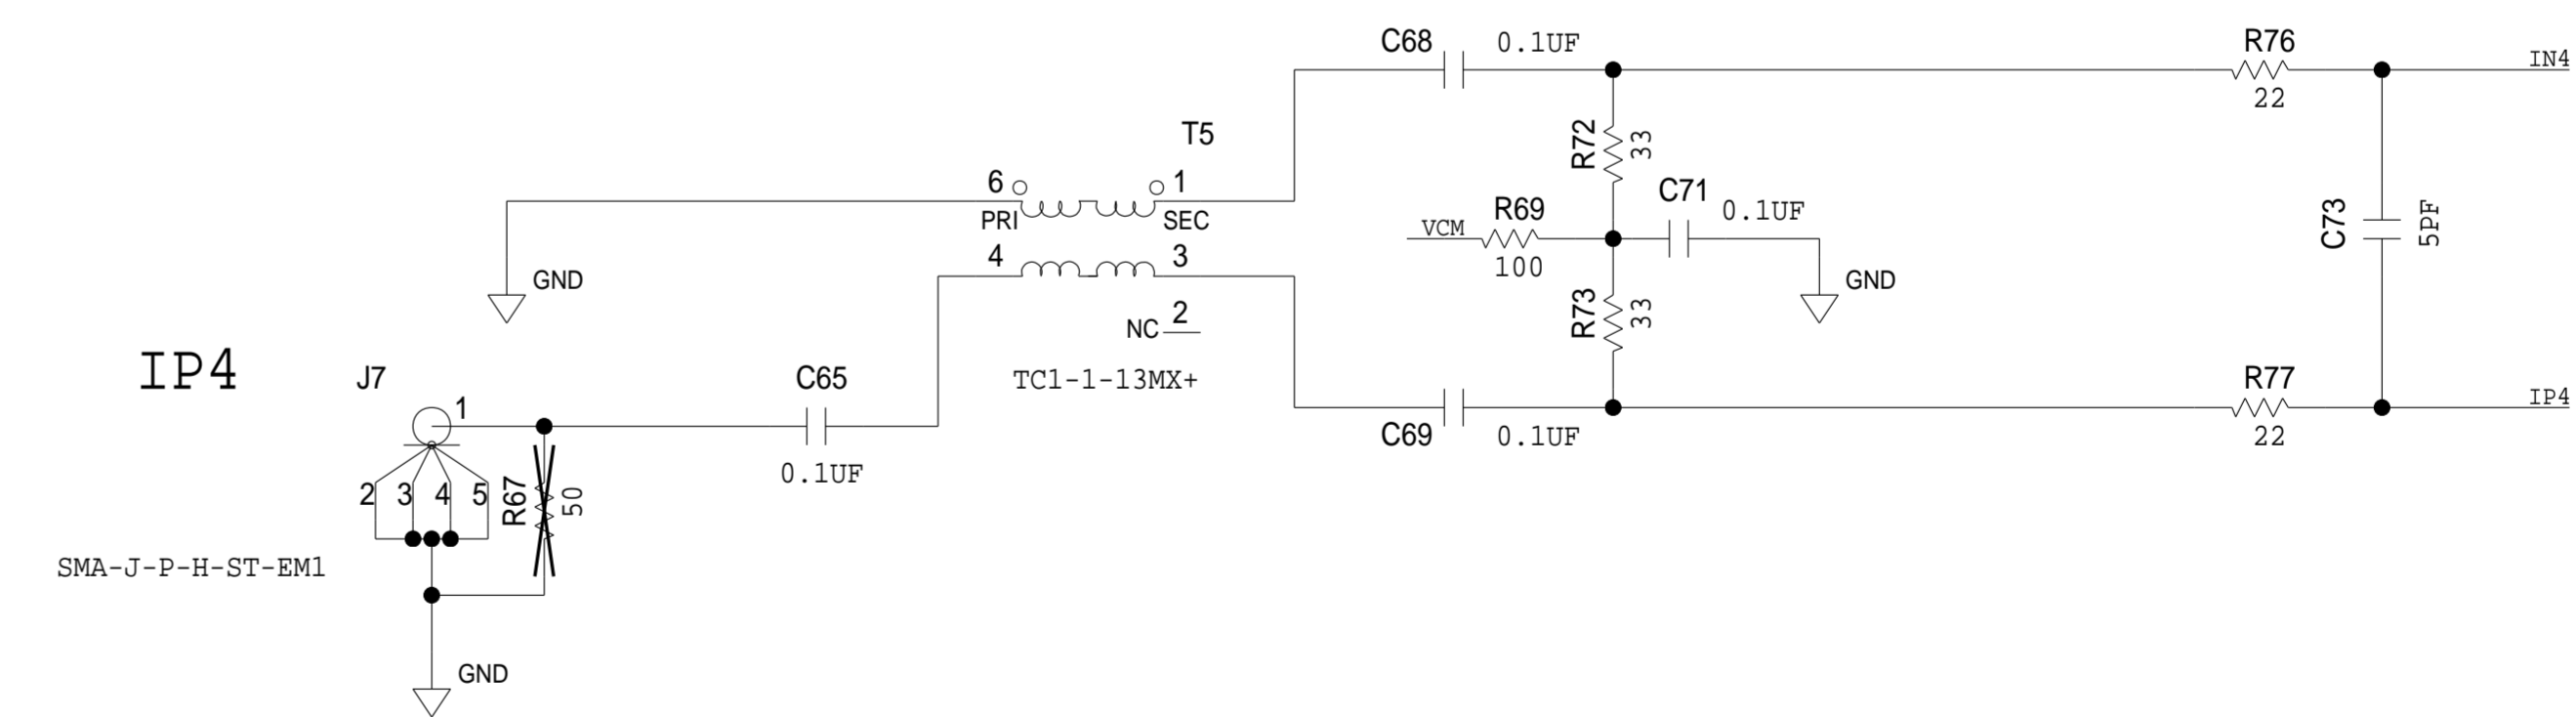 C68 0.1UF
R76
IN4
22
T5
R72
33
6 1
PRI SEC
C71 0.1UF
VCM R69
100
C73
5PF
4 3
GND
GND
NC 2
R73
33
IP4
J7
C65
TC1-1-13MX+
R77
IP4
22
1
C69 0.1UF
0.1UF
2 3 4 5
R67
50
SMA-J-P-H-ST-EM1
GND